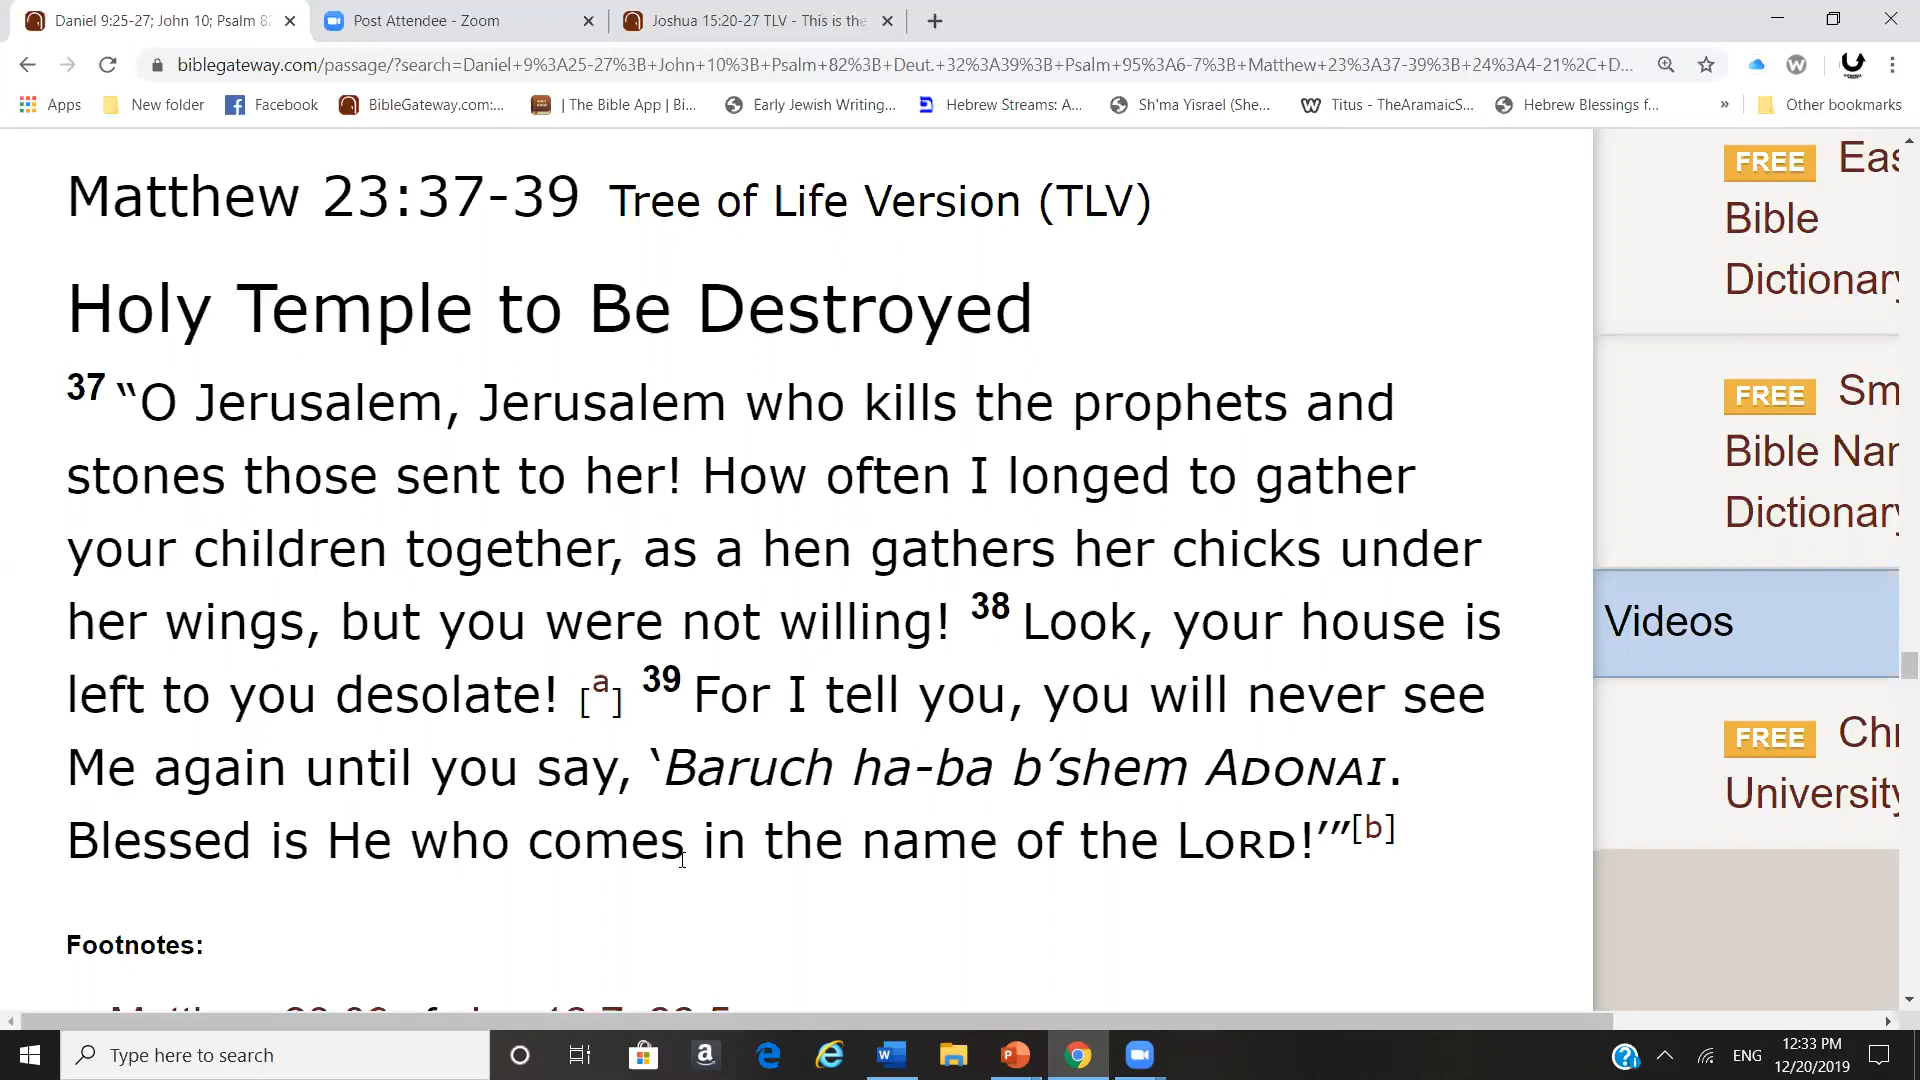 Daniel 9:25-27; John 10; Psalm 82
Post Attendee - Zoom
Joshua 15:20-27 TLV - This is the
biblegateway.com/passage/?search=Daniel+9%3A25-27%3B+John+10%3B+Psalm+82%3B+Deut.+32%3A39%3B+Psalm+95%3A6-7%3B+Matthew+23%3A37-39%3B+24%3A4-21%2C+D...
Apps
New folder
Facebook
BibleGateway.com:...
| The Bible App | Bi...
Early Jewish Writing...
Hebrew Streams: A...
Sh'ma Yisrael (She...
Titus - TheAramaicS...
Hebrew Blessings f...
»
Other bookmarks
Matthew 23:37-39 Tree of Life Version (TLV)
Holy Temple to Be Destroyed
37 “O Jerusalem, Jerusalem who kills the prophets and
stones those sent to her! How often I longed to gather
your children together, as a hen gathers her chicks under
her wings, but you were not willing! 38 Look, your house is
left to you desolate! [a] 39 For I tell you, you will never see
Me again until you say, ‘Baruch ha-ba b’shem ADONAI.
Blessed is He who comes in the name of the LORD!’”[b]
Footnotes:
FREE Eas
Bible
Dictionary
FREE Sm
Bible Nar
Dictionary
Videos
FREE Chr
University
Type here to search
ENG
12:33 PM
12/20/2019